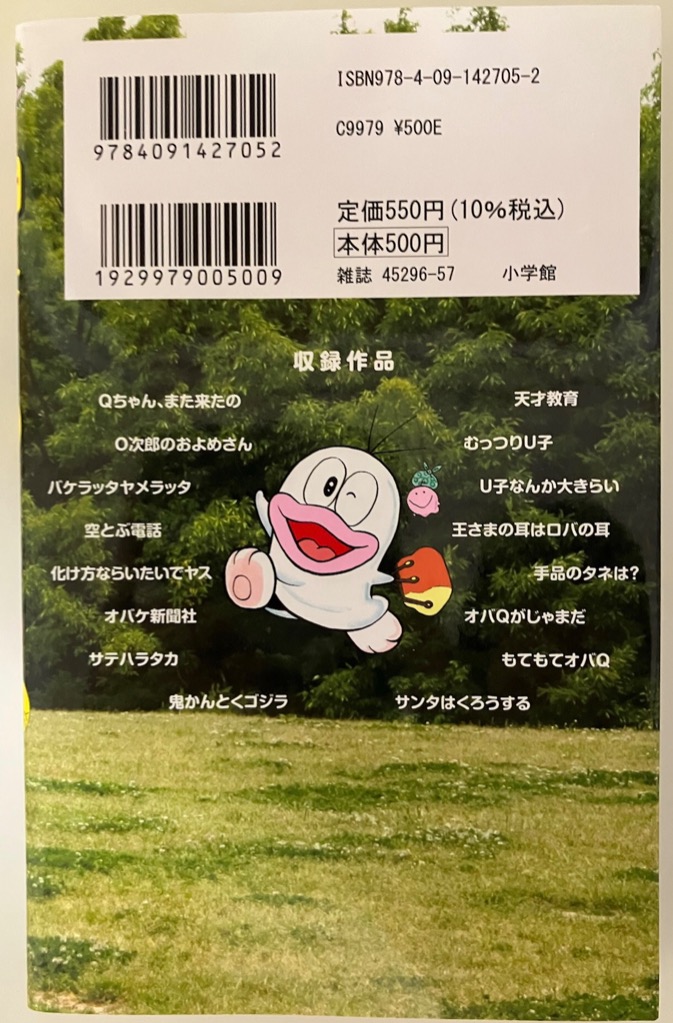 9784091427052
ISBN978-4-09-142705-2
C9979 ¥500E
1929979005009
定価550円(10%税込)
本体500円
雑誌 45296-57 小学館
収録作品
Qちゃん、また来たの
O次郎のおよめさん
バケラッタヤメラッタ
空とぶ電話
化け方ならいたいでヤス
オバケ新聞社
サテハラタカ
鬼かんとくゴジラ
天才教育
むっつりU子
U子なんか大きらい
王さまの耳はロバの耳
手品のタネは?
オバQがじゃまだ
もてもてオバQ
サンタはくろうする